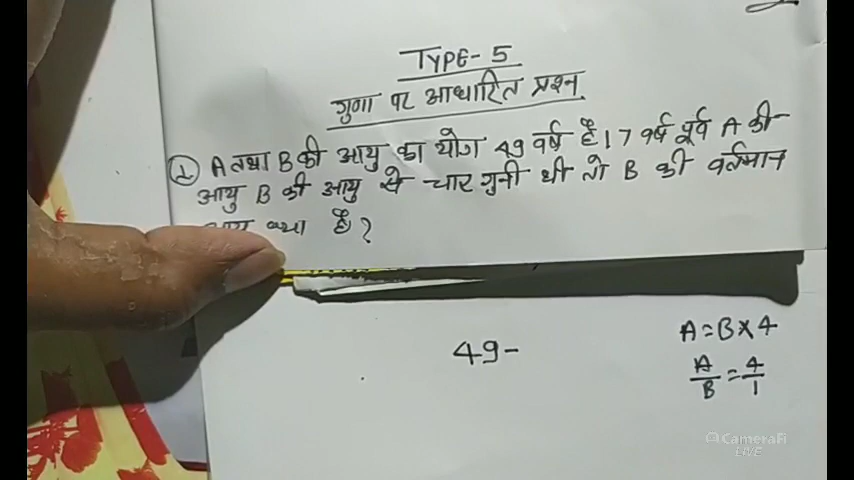 TYPE-5
गुणा पर आधारित प्रश्न
① A तथा B की आयु का योग 49 वर्ष है। 7 वर्ष पूर्व A की
आयु B की आयु से चार गुनी थी तो B की वर्तमान
क्या है?
49-
A=B×4
A/B=4/1
CameraFi
LIVE